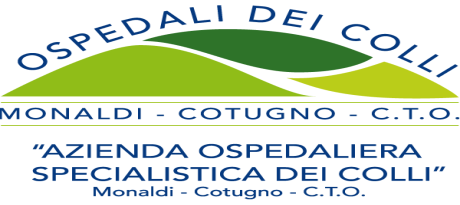 OSPEDALI DEI COLLI
MONALDI - COTUGNO - C.T.O.
“AZIENDA OSPEDALIERA
SPECIALISTICA DEI COLLI”
Monaldi - Cotugno - C.T.O.